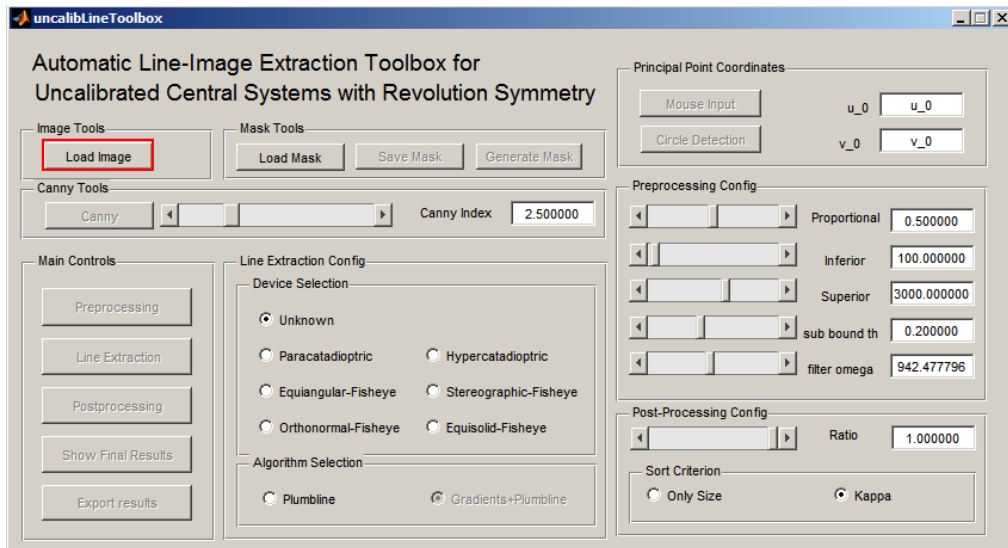 uncalibLineToolbox
Automatic Line-Image Extraction Toolbox for
Uncalibrated Central Systems with Revolution Symmetry
Image Tools
Load Image
Mask Tools
Load Mask
Save Mask
Generate Mask
Canny Tools
Canny
Canny Index
2.500000
Main Controls
Preprocessing
Line Extraction
Postprocessing
Show Final Results
Export results
Line Extraction Config
Device Selection
Unknown
Paracatadioptric
Hypercatadioptric
Equiangular-Fisheye
Stereographic-Fisheye
Orthonormal-Fisheye
Equisolid-Fisheye
Algorithm Selection
Plumbline
Gradients+Plumbline
Principal Point Coordinates
Mouse Input
u_0
u_0
Circle Detection
v_0
v_0
Preprocessing Config
Proportional
0.500000
Inferior
100.000000
Superior
3000.000000
sub bound th
0.200000
filter omega
942.477796
Post-Processing Config
Ratio
1.000000
Sort Criterion
Only Size
Kappa